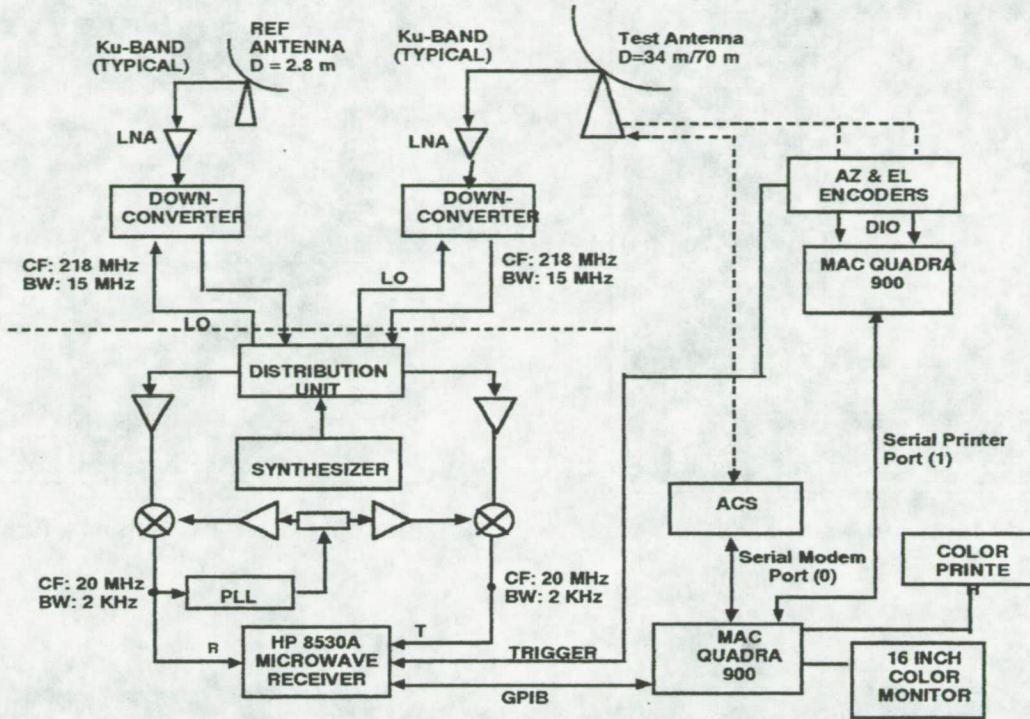 REF
ANTENNA
D = 2.8 m
Ku-BAND
(TYPICAL)
Ku-BAND
(TYPICAL)
Test Antenna
D=34 m/70 m
LNA
LNA
DOWN-
CONVERTER
DOWN-
CONVERTER
AZ & EL
ENCODERS
DIO
MAC QUADRA
900
CF: 218 MHz
BW: 15 MHz
LO
CF: 218 MHz
BW: 15 MHz
LO
DISTRIBUTION
UNIT
SYNTHESIZER
Serial Printer
Port (1)
ACS
Serial Modem
Port (0)
COLOR
PRINTE
R
CF: 20 MHz
BW: 2 KHz
PLL
CF: 20 MHz
BW: 2 KHz
R
HP 8530A
MICROWAVE
RECEIVER
T
TRIGGER
GPIB
MAC
QUADRA
900
16 INCH
COLOR
MONITOR